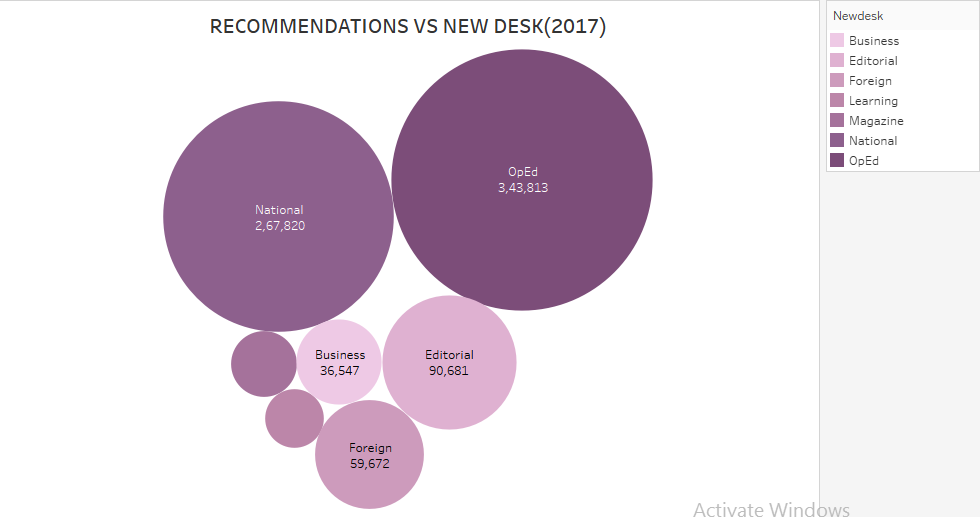 RECOMMENDATIONS VS NEW DESK(2017)
OpEd
3,43,813
National
2,67,820
Business
36,547
Editorial
90,681
Foreign
59,672
Newdesk
Business
Editorial
Foreign
Learning
Magazine
National
OpEd
Activate Windows